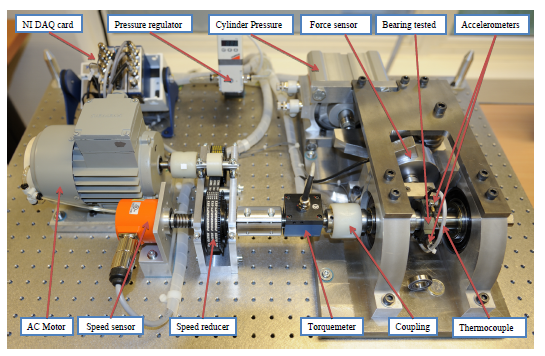 NI DAQ card
Pressure regulator
Cylinder Pressure
Force sensor
Bearing tested
Accelerometers
AC Motor
Speed sensor
Speed reducer
Torquemeter
Coupling
Thermocouple